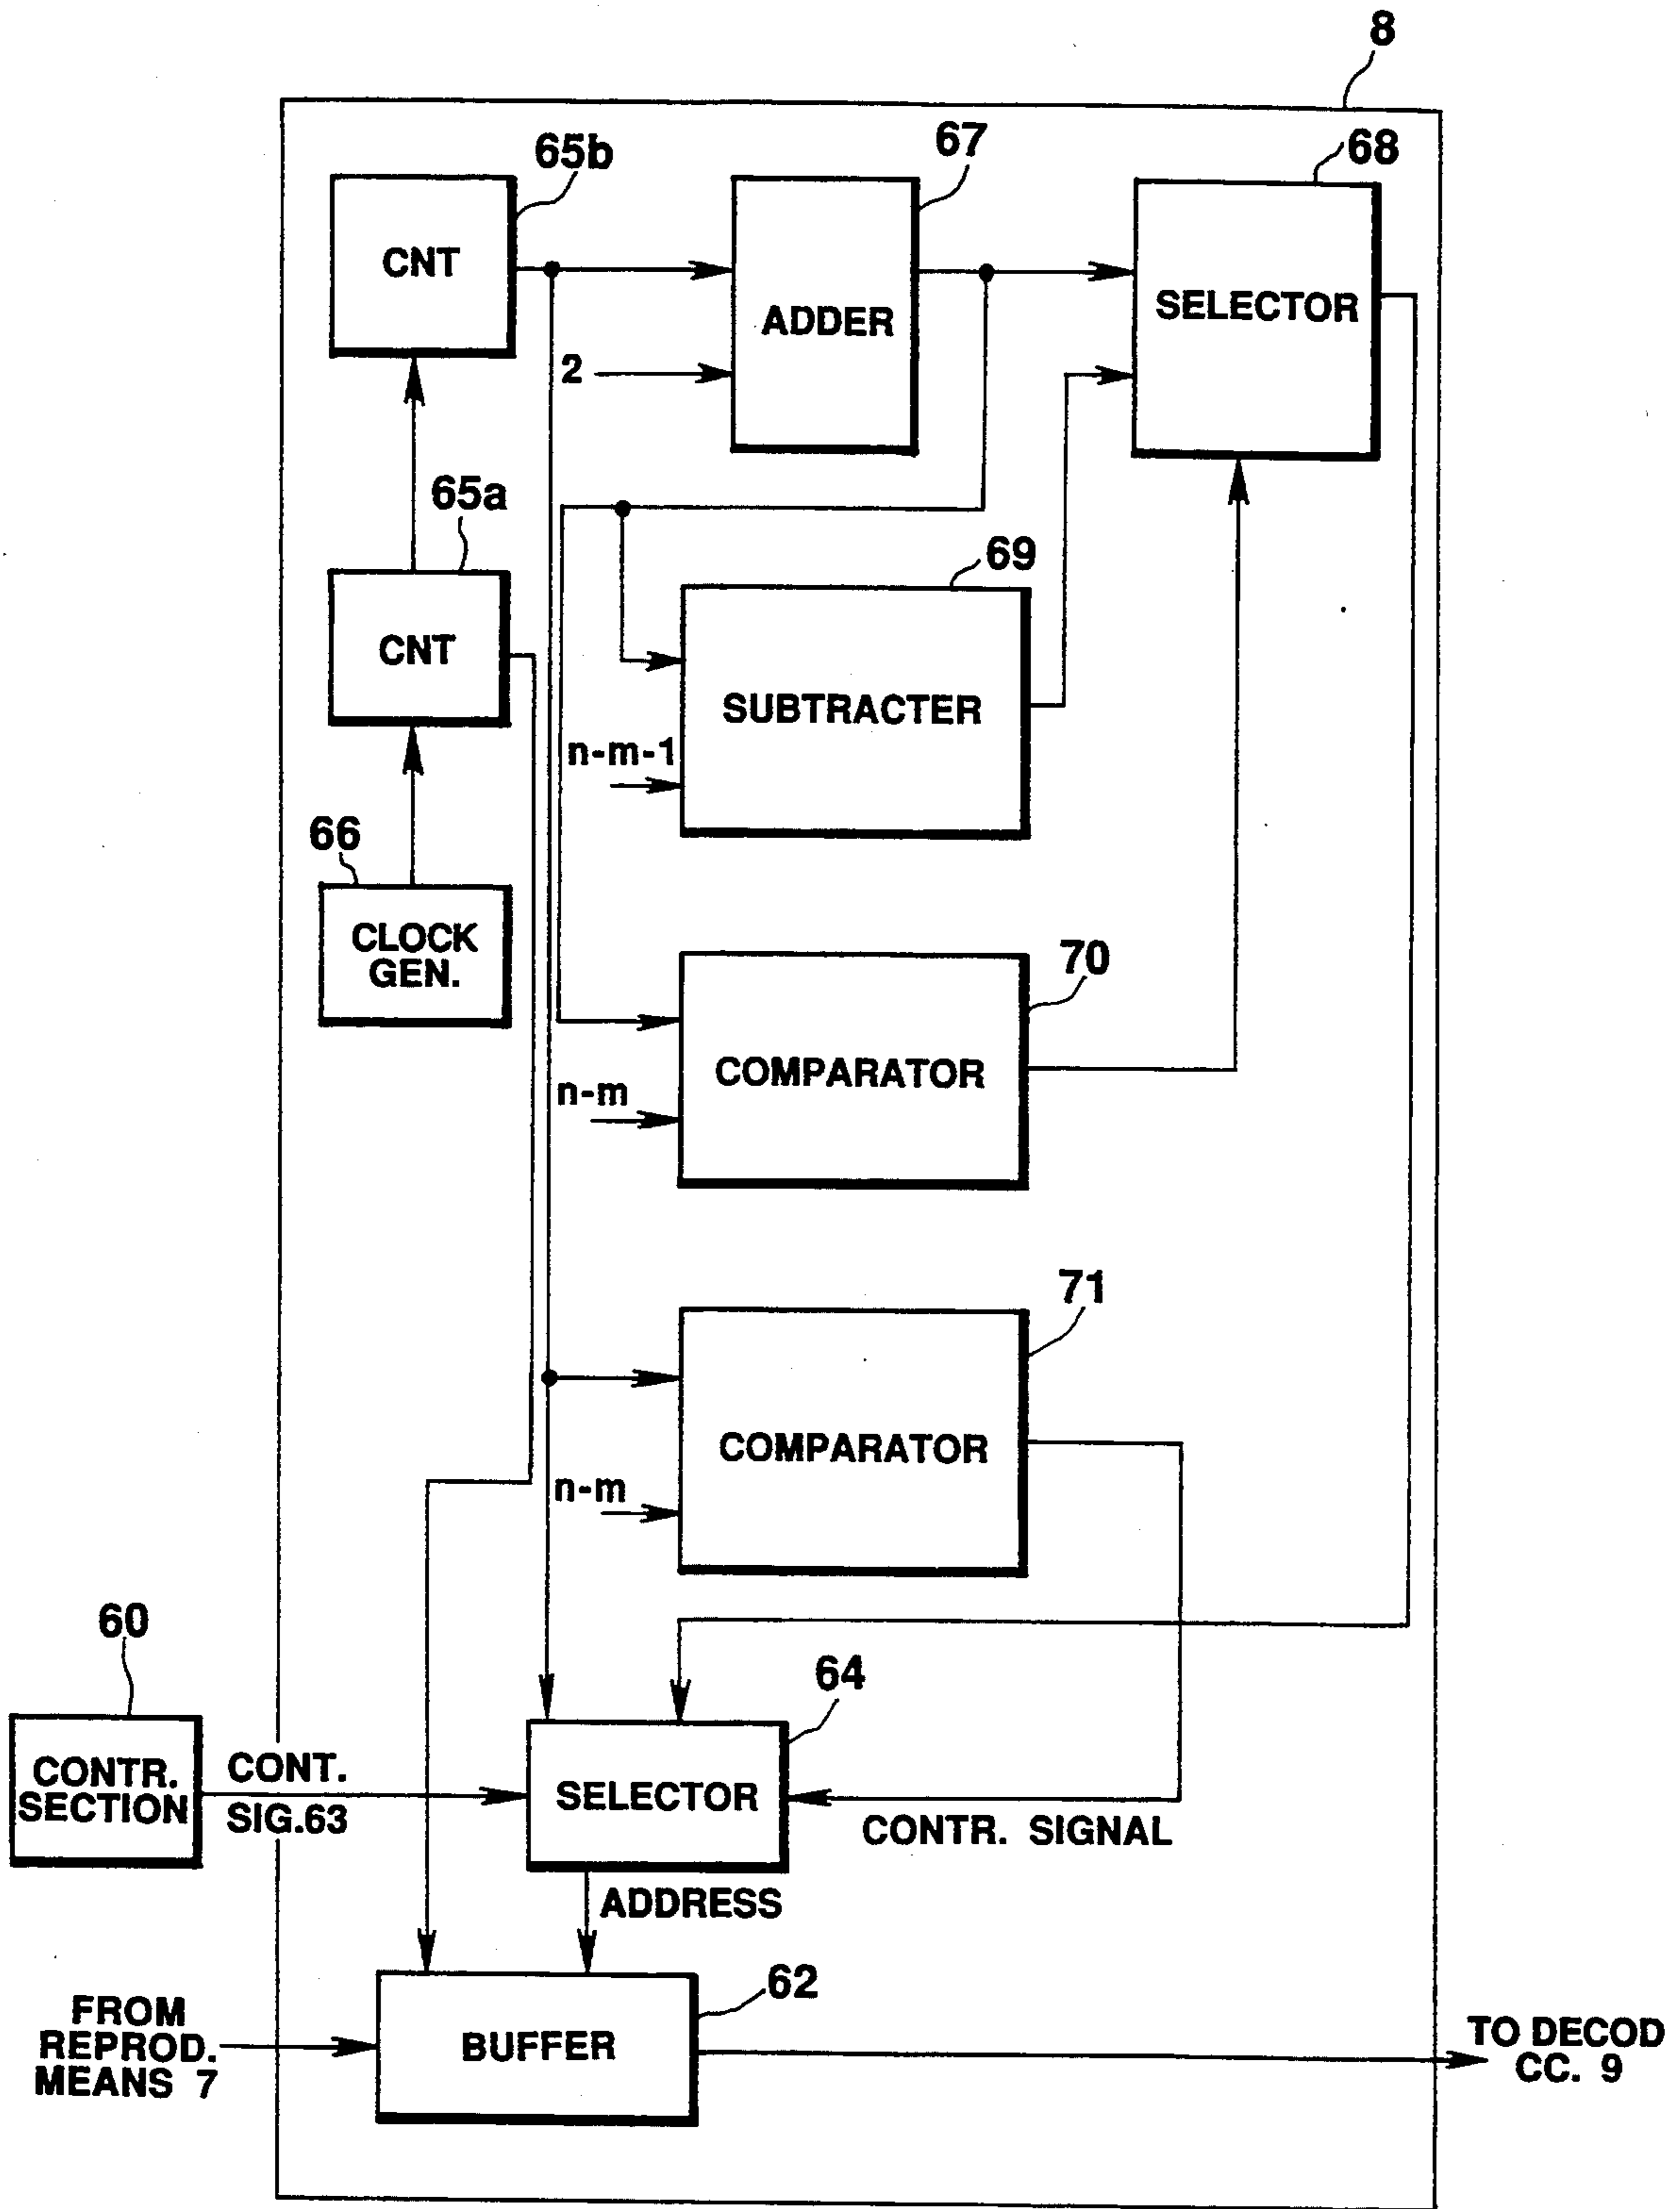 8
65b
67
68
CNT
ADDER
SELECTOR
2
65a
69
CNT
SUBTRACTER
n-m-1
66
CLOCK
GEN.
70
COMPARATOR
n-m
71
COMPARATOR
n-m
60
64
CONTR.
SECTION
CONT.
SIG.63
SELECTOR
CONTR. SIGNAL
ADDRESS
62
FROM
REPROD.
MEANS 7
BUFFER
TO DECOD
CC. 9